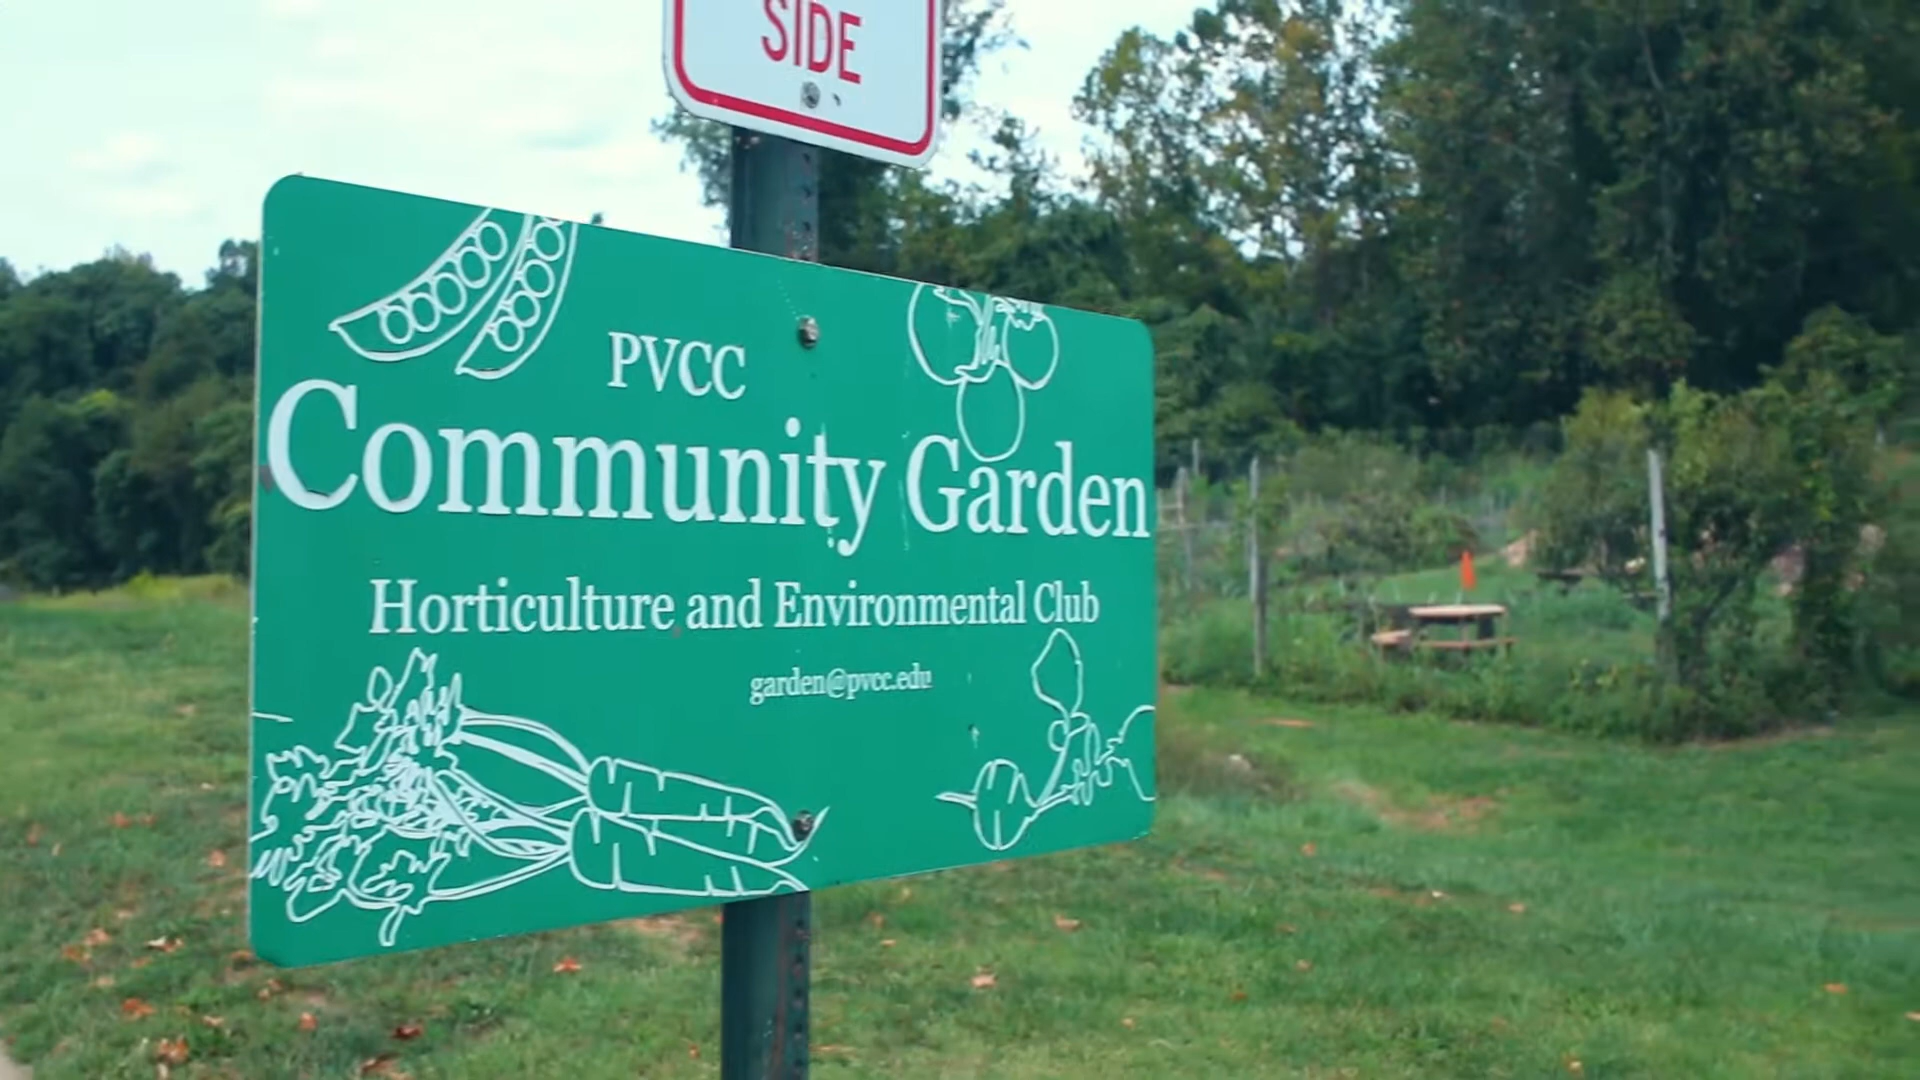 SIDE
PVCC
Community Garden
Horticulture and Environmental Club
garden@pvcc.edu